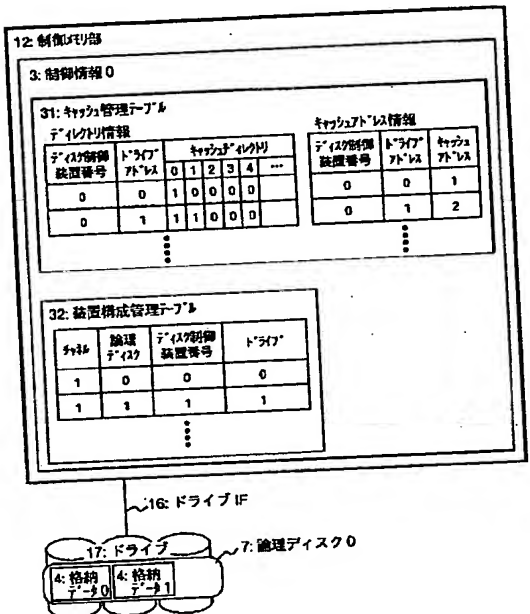 12: 制御メモリ部
3: 制御情報 0
31: キャッシュ管理テーブル
ディレクトリ情報
ディスク制御装置番号 ドライブアドレス キャッシュディレクトリ
0 1 2 3 4 …
0 0 1 0 0 0 0
0 1 1 1 0 0 0
キャッシュアドレス情報
ディスク制御装置番号 ドライブアドレス キャッシュアドレス
0 0 1
0 1 2
32: 装置構成管理テーブル
チャネル 論理ディスク ディスク制御装置番号 ドライブ
1 0 0 0
1 1 1 1
16: ドライブ IF
17: ドライブ
7: 論理ディスク 0
4: 格納データ 0
4: 格納データ 1